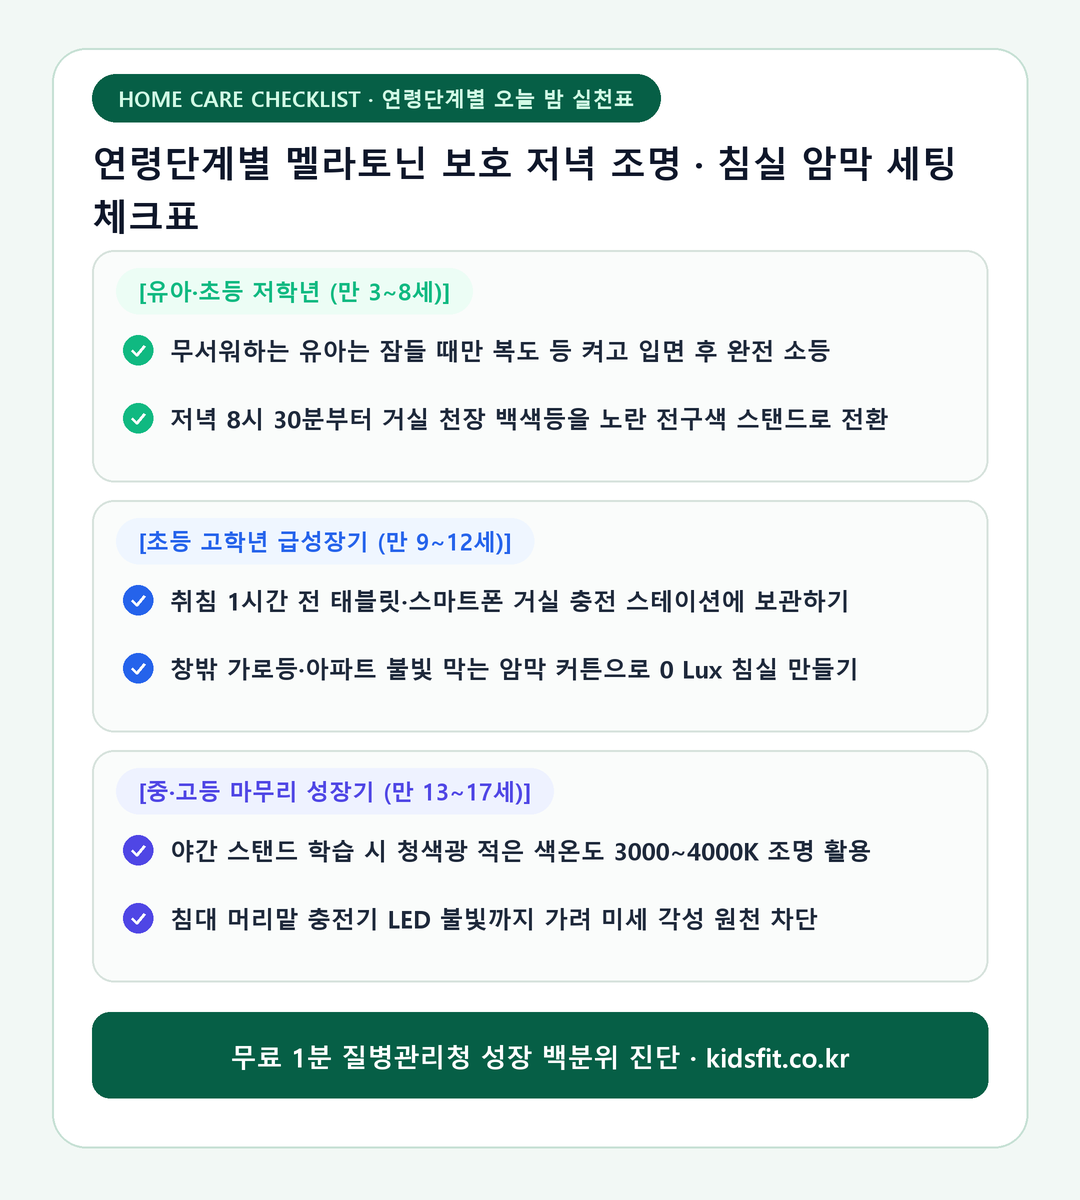 HOME CARE CHECKLIST · 연령단계별 오늘 밤 실천표
연령단계별 멜라토닌 보호 저녁 조명 · 침실 암막 세팅
체크표
[유아·초등 저학년 (만 3~8세)]
무서워하는 유아는 잠들 때만 복도 등 켜고 입면 후 완전 소등
저녁 8시 30분부터 거실 천장 백색등을 노란 전구색 스탠드로 전환
[초등 고학년 급성장기 (만 9~12세)]
취침 1시간 전 태블릿·스마트폰 거실 충전 스테이션에 보관하기
창밖 가로등·아파트 불빛 막는 암막 커튼으로 0 Lux 침실 만들기
[중·고등 마무리 성장기 (만 13~17세)]
야간 스탠드 학습 시 청색광 적은 색온도 3000~4000K 조명 활용
침대 머리맡 충전기 LED 불빛까지 가려 미세 각성 원천 차단
무료 1분 질병관리청 성장 백분위 진단 · kidsfit.co.kr